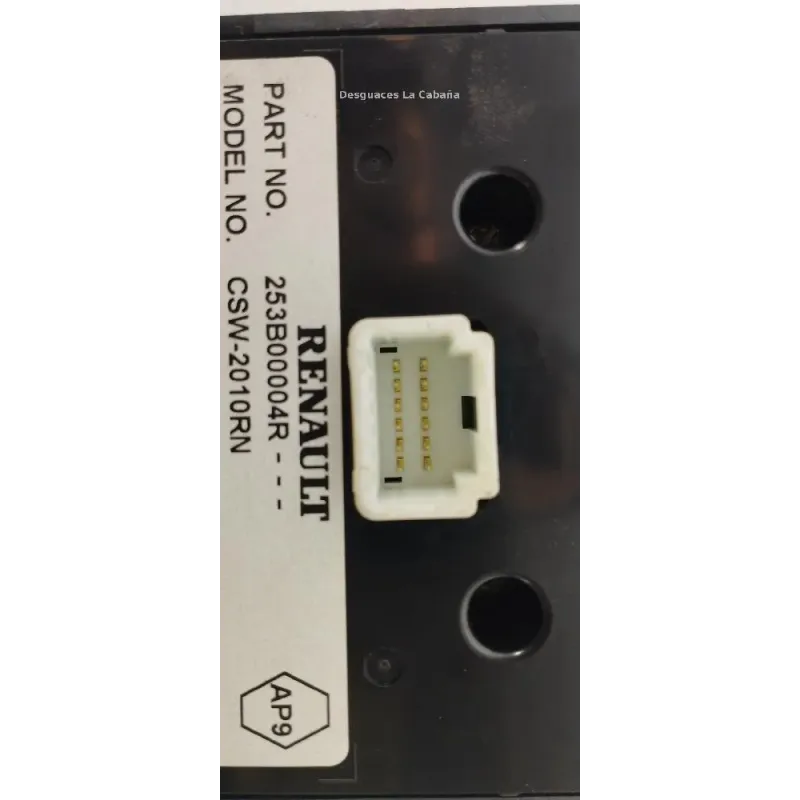 Desguaces La Cabaña
RENAULT
PART NO. 253B00004R - - -
MODEL NO. CSW-2010RN
AP9